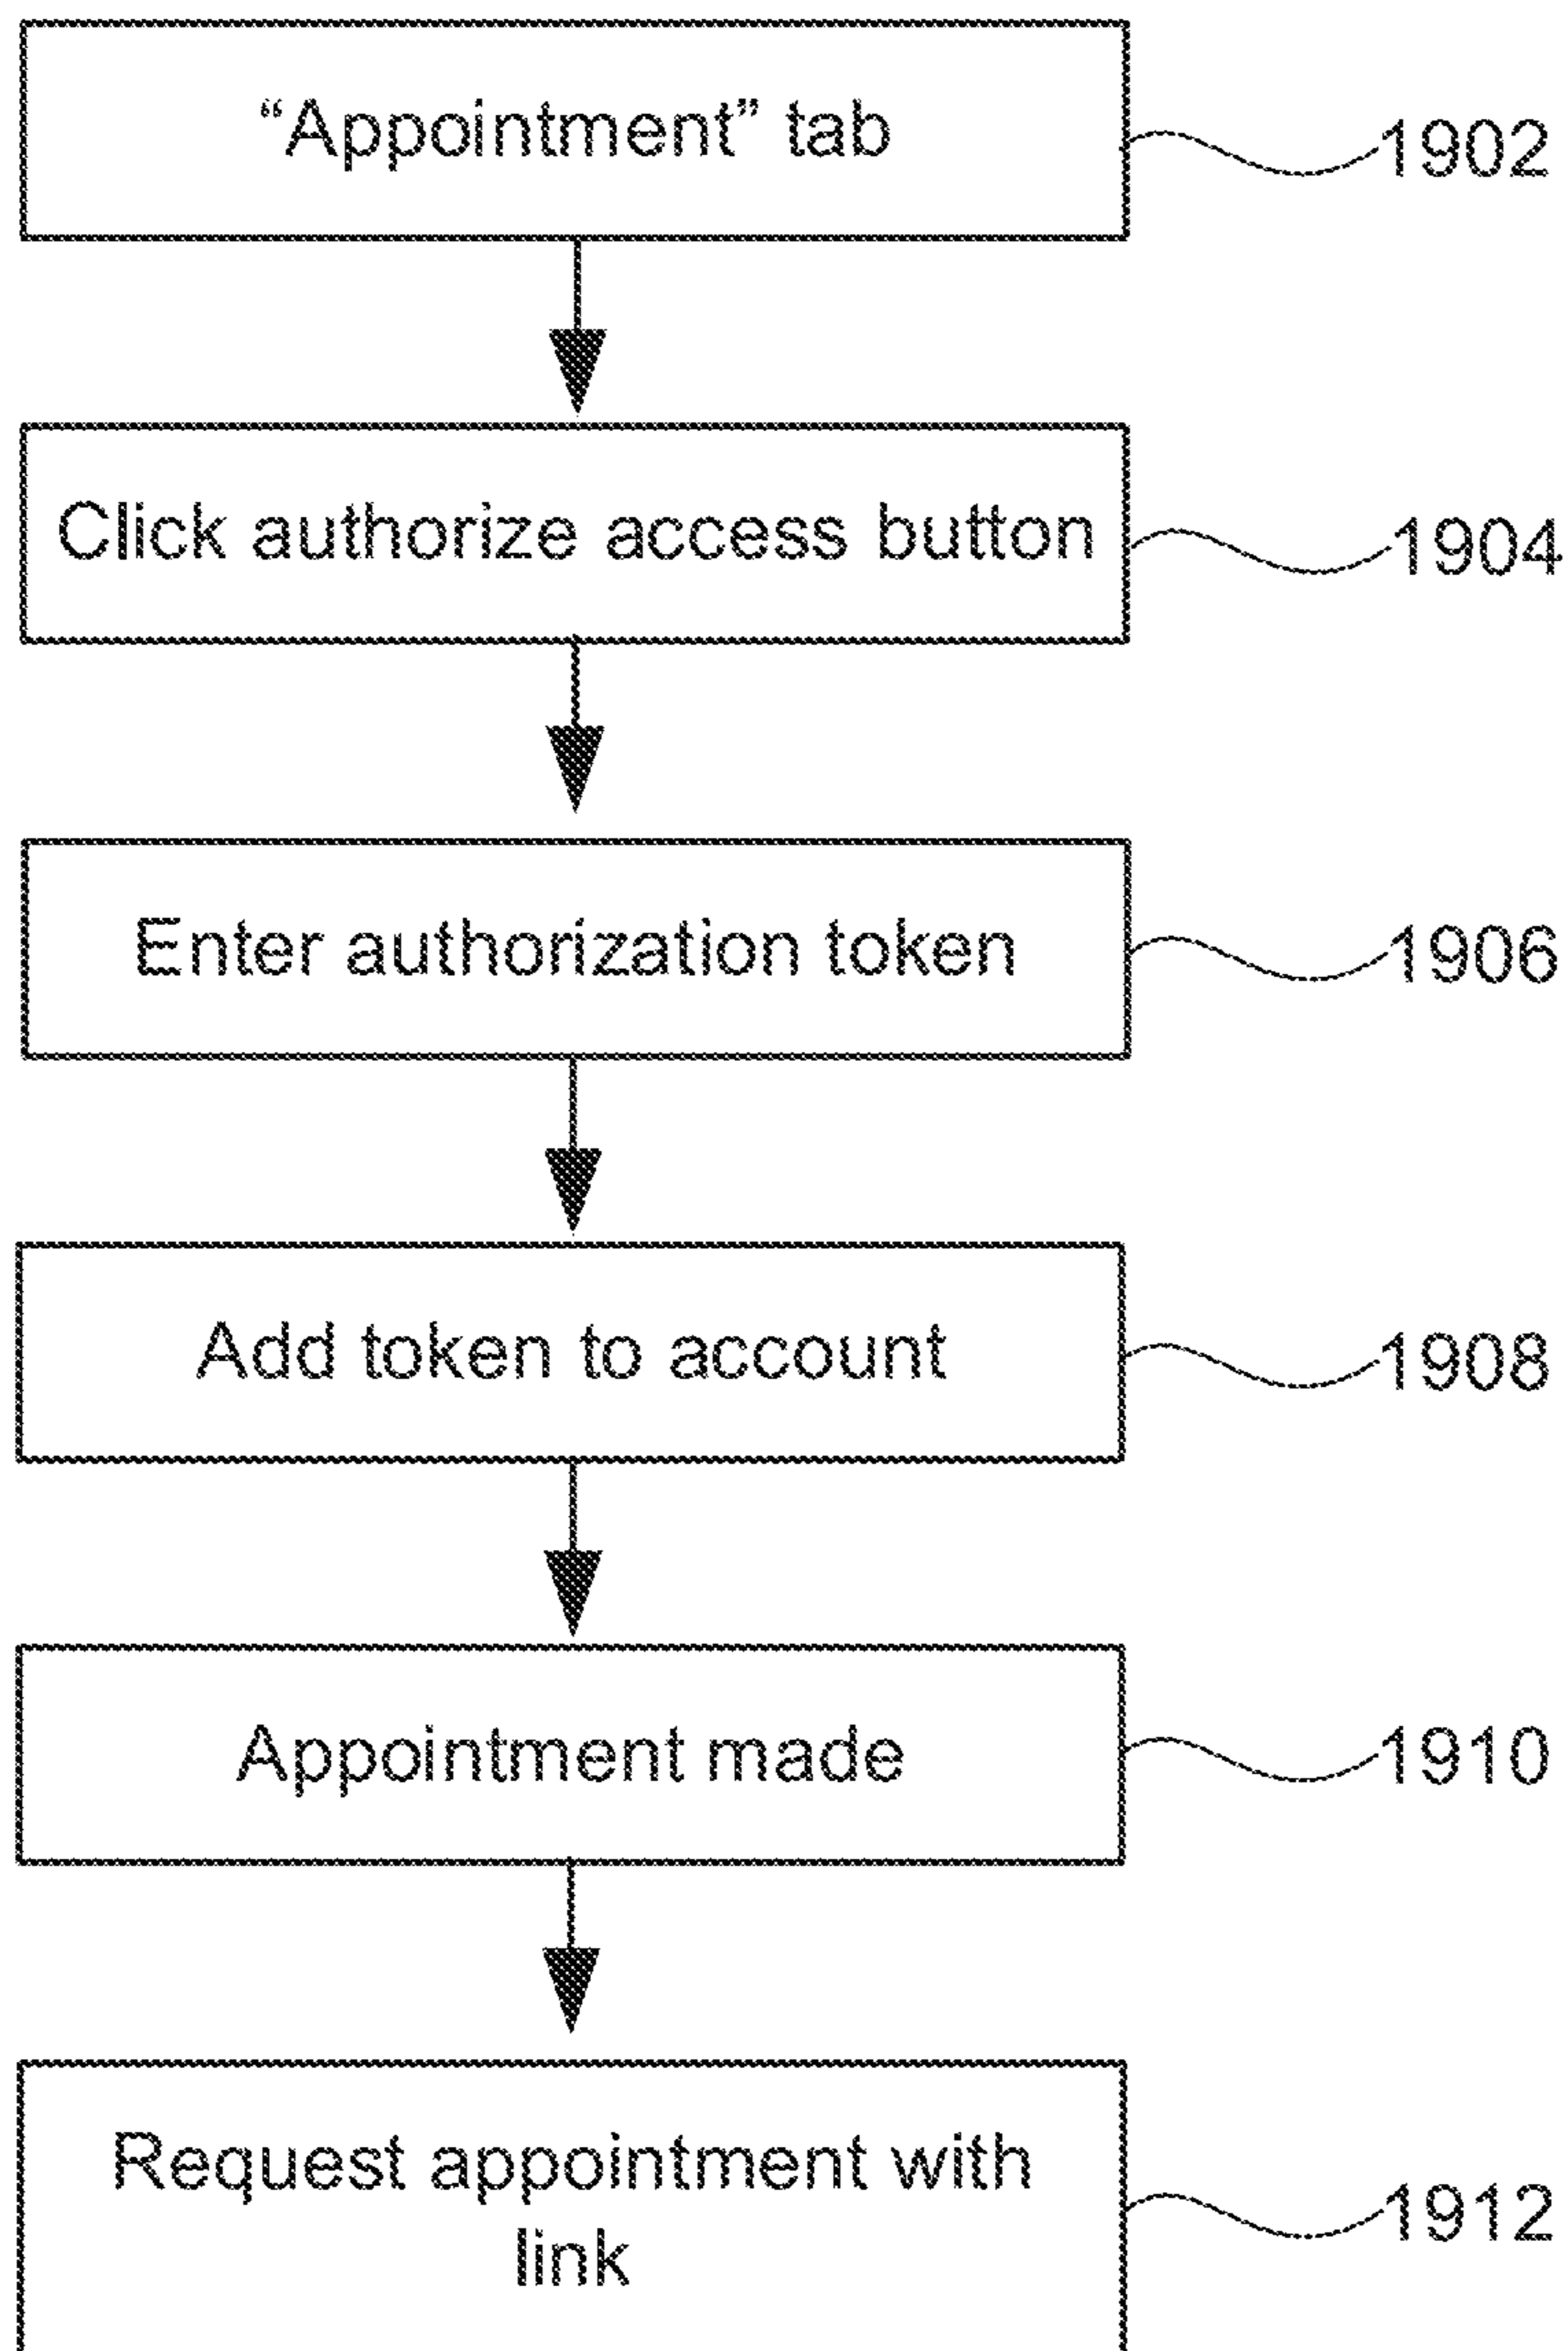 “Appointment” tab
1902
Click authorize access button
1904
Enter authorization token
1906
Add token to account
1908
Appointment made
1910
Request appointment with
link
1912